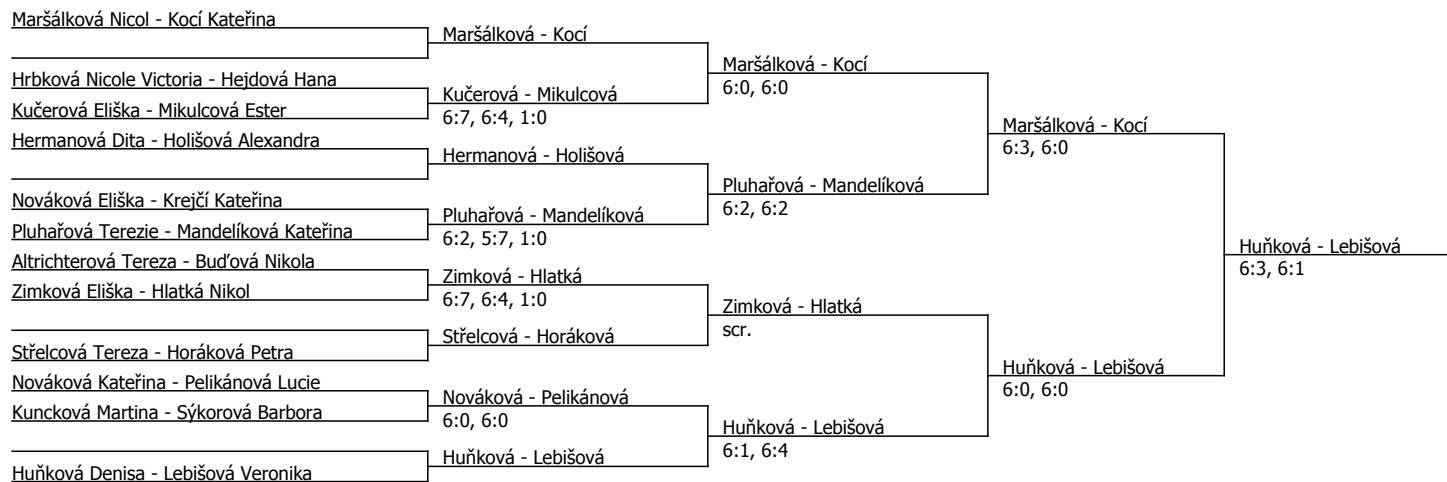 Maršálková Nicol - Kocí Kateřina
Hrbková Nicole Victoria - Hejdová Hana
Kučerová Eliška - Mikulcová Ester
Hermanová Dita - Holišová Alexandra
Nováková Eliška - Krejčí Kateřina
Pluhařová Terezie - Mandelíková Kateřina
Altrichterová Tereza - Buďová Nikola
Zimková Eliška - Hlatká Nikol
Střelcová Tereza - Horáková Petra
Nováková Kateřina - Pelikánová Lucie
Kuncková Martina - Sýkorová Barbora
Huňková Denisa - Lebišová Veronika
Maršálková - Kocí
Kučerová - Mikulcová
6:7, 6:4, 1:0
Hermanová - Holišová
Pluhařová - Mandelíková
6:2, 5:7, 1:0
Zimková - Hlatká
6:7, 6:4, 1:0
Střelcová - Horáková
Nováková - Pelikánová
6:0, 6:0
Huňková - Lebišová
Maršálková - Kocí
6:0, 6:0
Pluhařová - Mandelíková
6:2, 6:2
Zimková - Hlatká
scr.
Huňková - Lebišová
6:1, 6:4
Maršálková - Kocí
6:3, 6:0
Huňková - Lebišová
6:0, 6:0
Huňková - Lebišová
6:3, 6:1